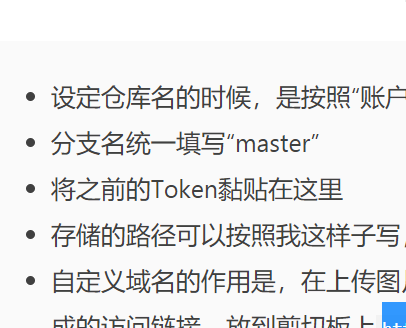 设定仓库名的时候，是按照“账户
分支名统一填写“master”
将之前的Token黏贴在这里
存储的路径可以按照我这样子写，
自定义域名的作用是，在上传图
成的访问链接，放到剪切板上